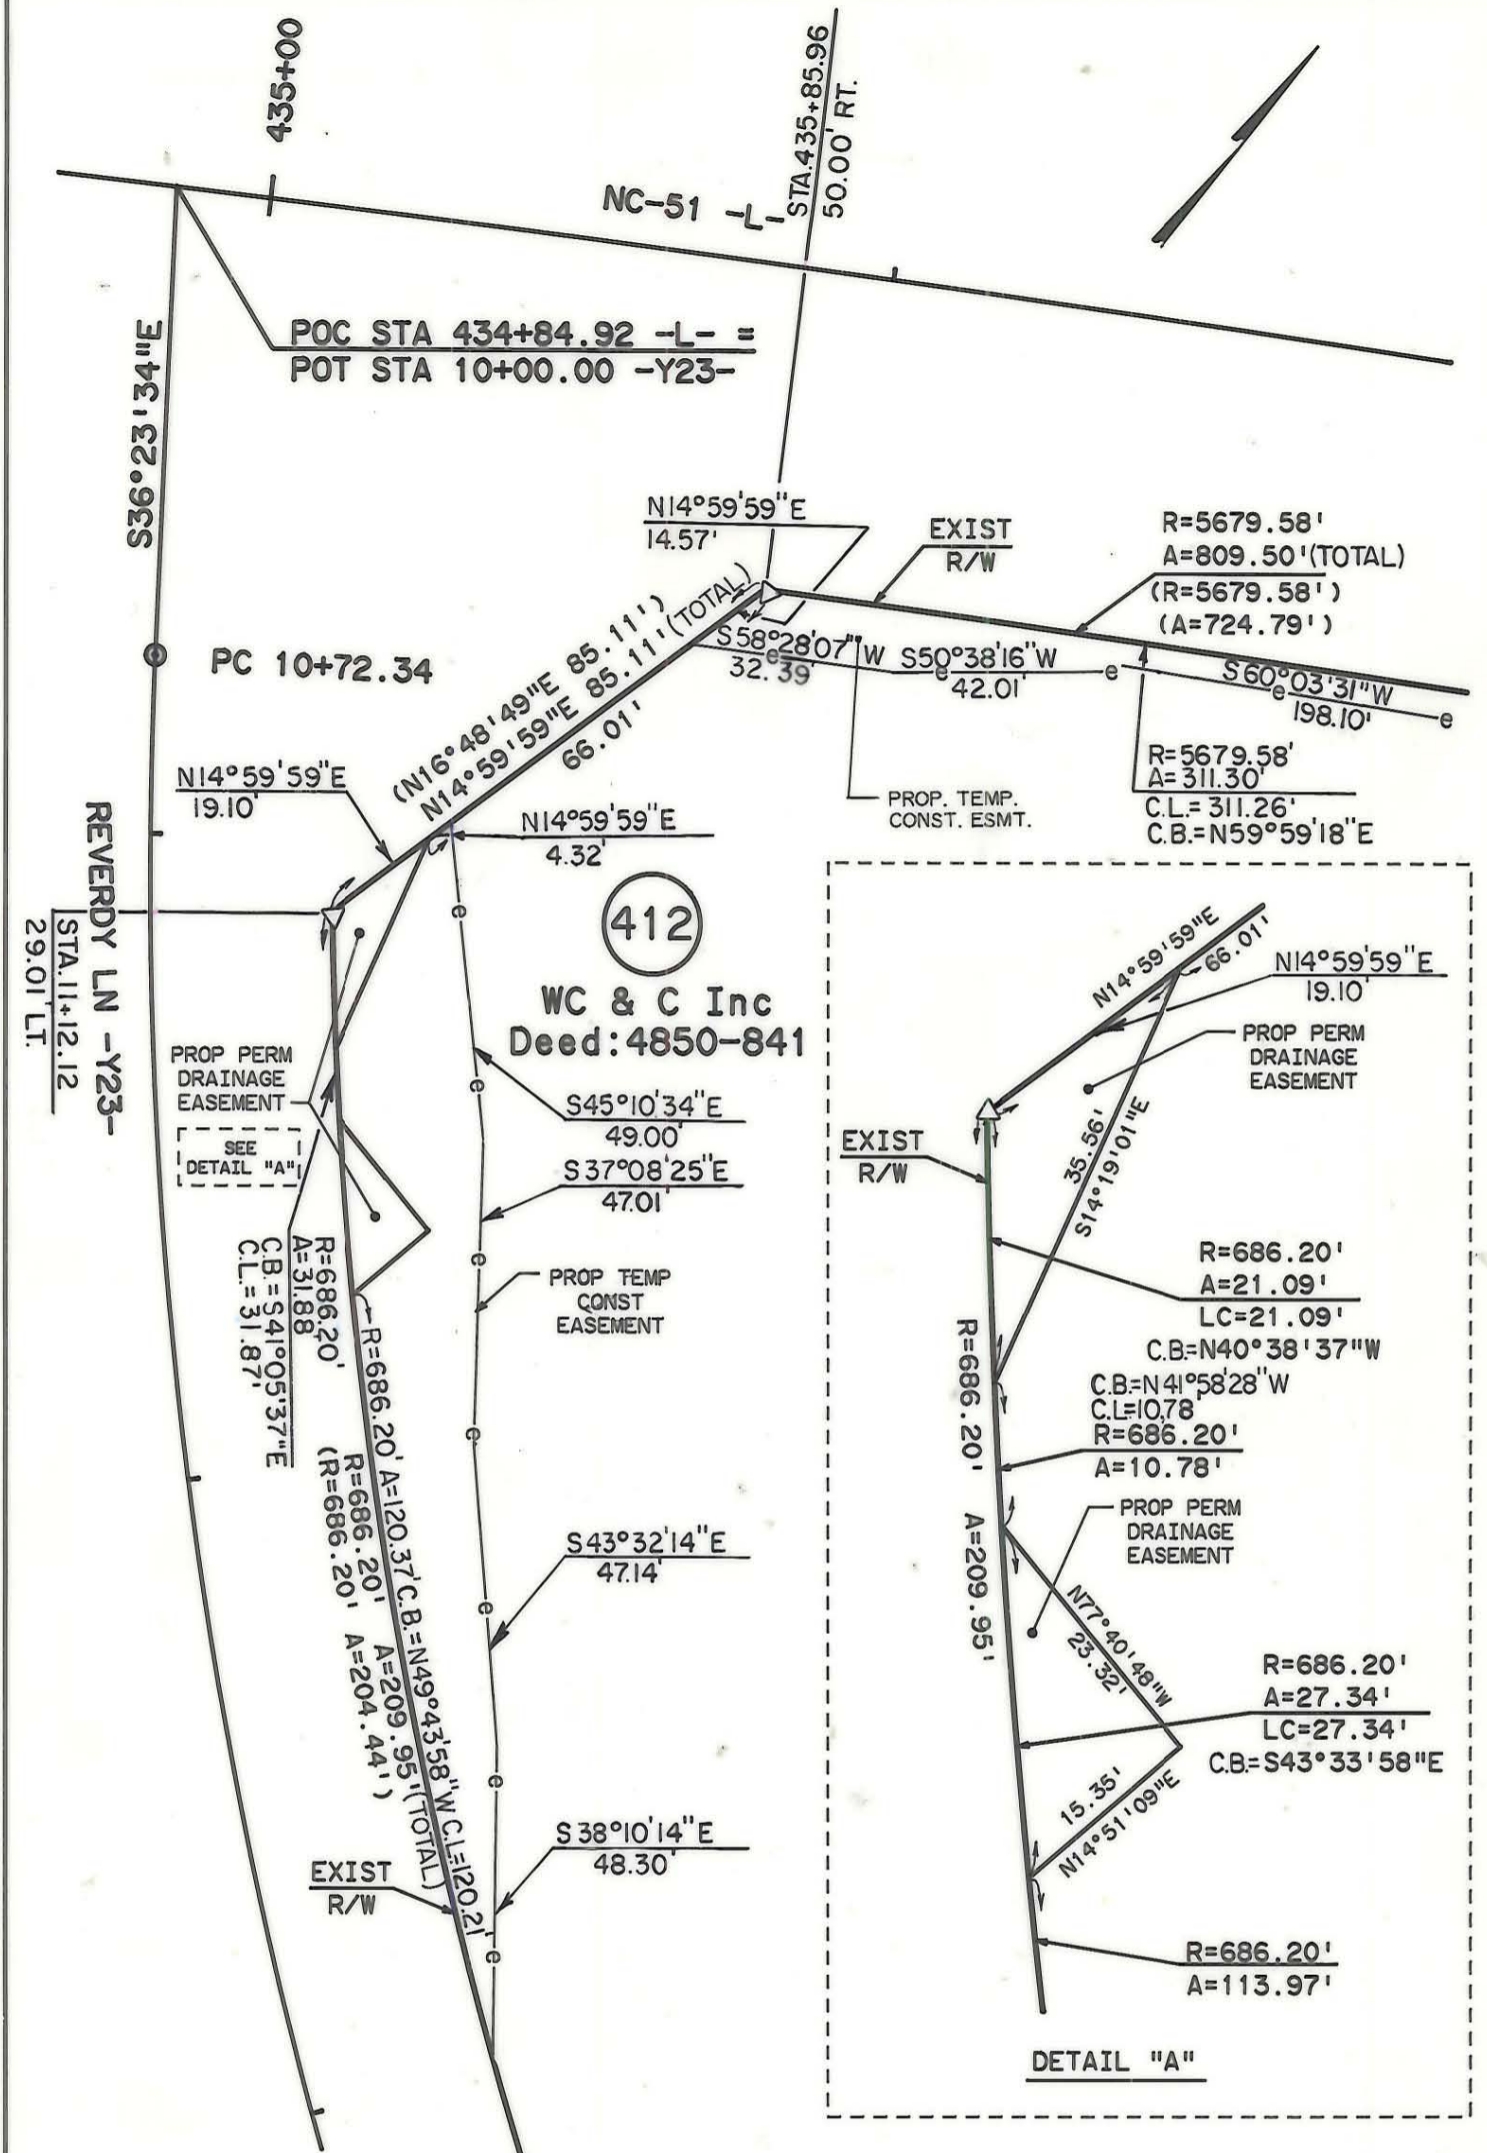 435+00
STA.435+85.96
50.00' RT.
NC-51 -L-
POC STA 434+84.92 -L- =
POT STA 10+00.00 -Y23-
S36°23'34"E
PC 10+72.34
N14°59'59"E
14.57'
EXIST
R/W
R=5679.58'
A=809.50'(TOTAL)
(R=5679.58')
(A=724.79')
(N16°48'49"E 85.11')
N14°59'59"E 85.11'(TOTAL)
66.01'
S58°28'07"W
e
32.39'
S50°38'16"W
e
42.01'
S60°03'31"W
e
198.10'
e
R=5679.58'
A=311.30'
C.L.=311.26'
C.B.=N59°59'18"E
PROP. TEMP.
CONST. ESMT.
N14°59'59"E
19.10'
N14°59'59"E
4.32'
REVERDY LN -Y23-
STA.11+12.12
29.01' LT.
412
WC & C Inc
Deed:4850-841
e
e
S45°10'34"E
49.00'
S37°08'25"E
47.01'
e
PROP PERM
DRAINAGE
EASEMENT
SEE
DETAIL "A"
PROP TEMP
CONST
EASEMENT
R=686.20'
A=31.88
C.B.=S41°05'37"E
C.L.=31.87'
R=686.20' A=120.37' C.B.=N49°43'58"W C.L=120.21'
R=686.20' A=209.95'(TOTAL)
(R=686.20' A=204.44')
e
S43°32'14"E
47.14'
e
e
S38°10'14"E
48.30'
EXIST
R/W
e
N14°59'59"E
66.01'
N14°59'59"E
19.10'
PROP PERM
DRAINAGE
EASEMENT
EXIST
R/W
35.56'
S14°19'01"E
R=686.20'
A=21.09'
LC=21.09'
C.B.=N40°38'37"W
C.B.=N41°58'28"W
C.L=10.78'
R=686.20'
A=10.78'
R=686.20' A=209.95'
PROP PERM
DRAINAGE
EASEMENT
N77°40'48"W
23.32'
R=686.20'
A=27.34'
LC=27.34'
C.B.=S43°33'58"E
15.35'
N14°51'09"E
R=686.20'
A=113.97'
DETAIL "A"